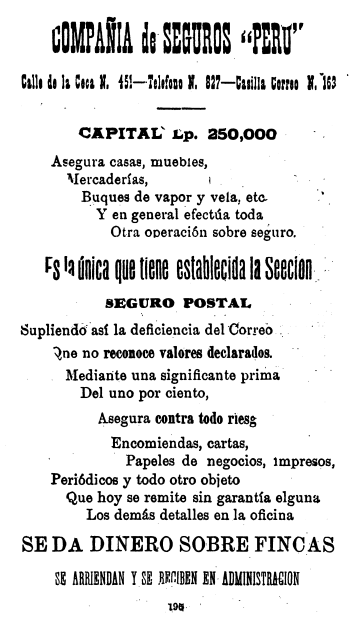 COMPAÑIA de SEGUROS “PERU”
Calle de la Coca N. 451—Telefono N. 827—Casilla Correo N. 163
CAPITAL Lp. 250,000
Asegura casas, muebles,
Mercaderías,
Buques de vapor y vela, etc.
Y en general efectúa toda
Otra operación sobre seguro.
Es la única que tiene establecida la Seecion
SEGURO POSTAL
Supliendo así la deficiencia del Correo
Qne no reconoce valores declarados.
Mediante una significante prima
Del uno por ciento,
Asegura contra todo riesg
Encomiendas, cartas,
Papeles de negocios, impresos,
Periódicos y todo otro objeto
Que hoy se remite sin garantía elguna
Los demás detalles en la oficina
SE DA DINERO SOBRE FINCAS
SE ARRIENDAN Y SE RECIBEN EN ADMINISTRACION